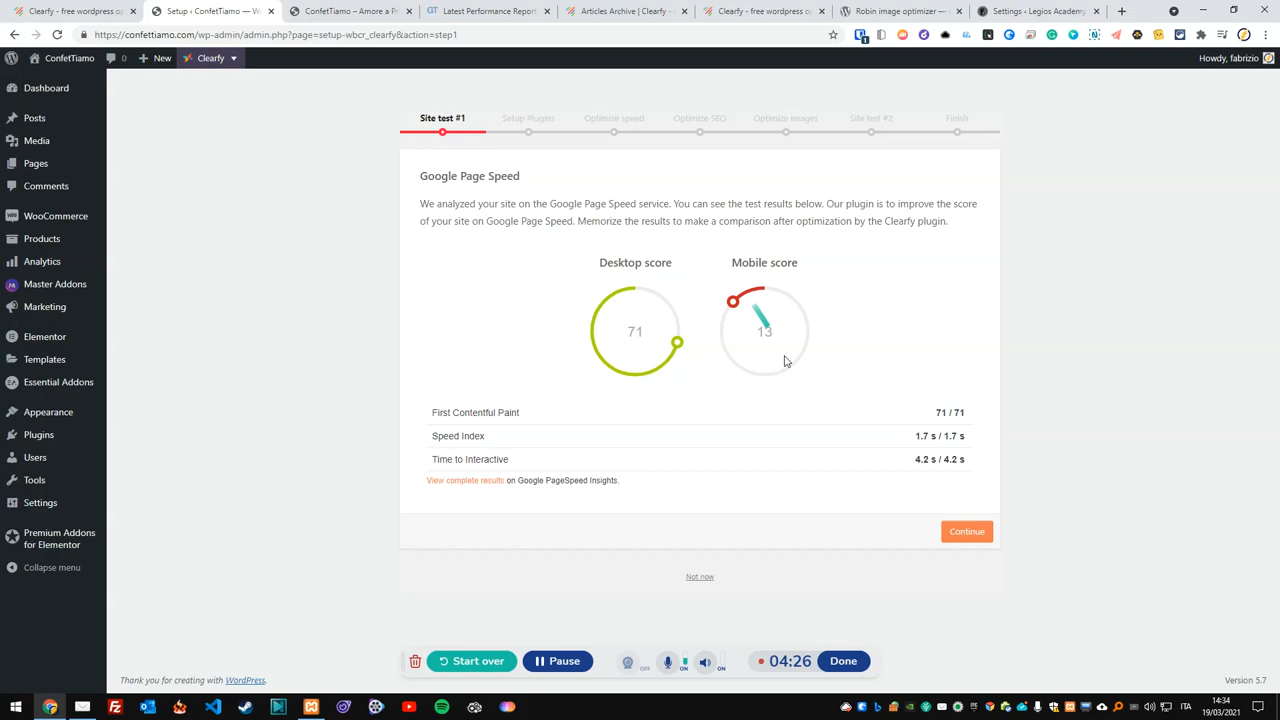 Clearfy - free wordpress op
Setup ‹ ConfetTiamo — W
ConfetTiamo – Amore a P
Latest Performance Report
Articles Archive | Clearfy -
Clearfy - free wordpress op
Robin image optimizer —
Settings ‹ Legios Academy
https://confettiamo.com/wp-admin/admin.php?page=setup-wbcr_clearfy&action=step1
ConfetTiamo
0
New
Clearfy
Howdy, fabrizio
Dashboard
Posts
Media
Pages
Comments
WooCommerce
Products
Analytics
Master Addons
Marketing
Elementor
Templates
Essential Addons
Appearance
Plugins
Users
Tools
Settings
Premium Addons
for Elementor
Collapse menu
Site test #1
Setup Plugins
Optimize speed
Optimize SEO
Optimize images
Site test #2
Finish
Google Page Speed
We analyzed your site on the Google Page Speed service. You can see the test results below. Our plugin is to improve the score
of your site on Google Page Speed. Memorize the results to make a comparison after optimization by the Clearfy plugin.
Desktop score
Mobile score
71
13
First Contentful Paint
71 / 71
Speed Index
1.7 s / 1.7 s
Time to Interactive
4.2 s / 4.2 s
View complete results on Google PageSpeed Insights.
Continue
Not now
Start over
Pause
OFF
ON
ON
04:26
Done
Thank you for creating with WordPress.
Version 5.7
ITA
14:34
19/03/2021